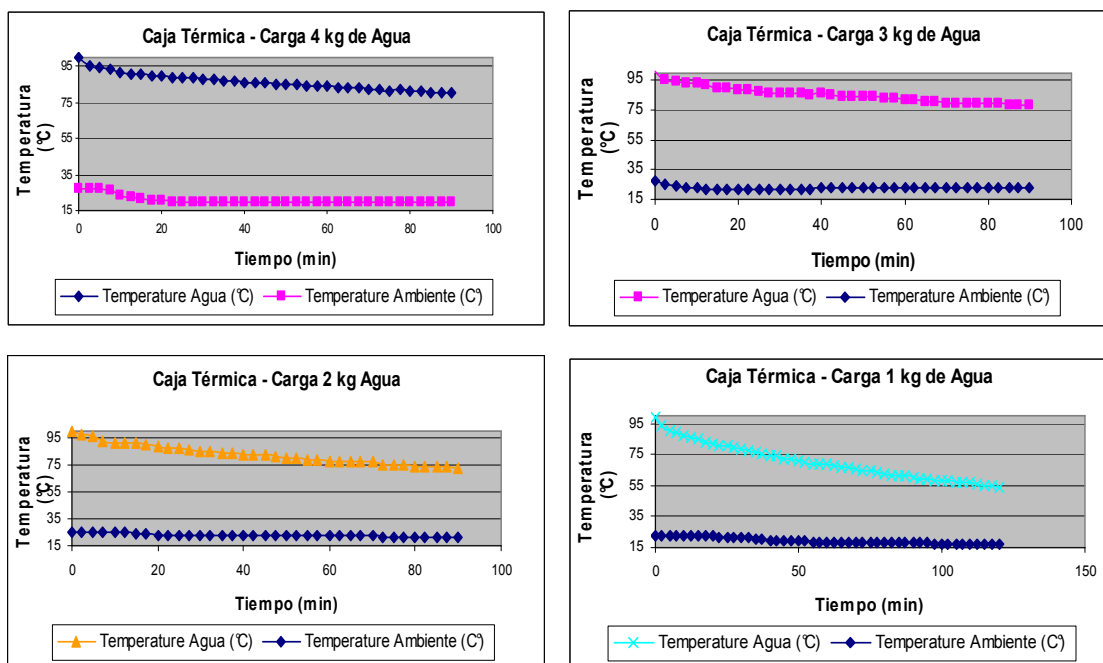 Caja Térmica - Carga 4 kg de Agua
Temperatura
(°C)
95
75
55
35
15
0 20 40 60 80 100
Tiempo (min)
Temperature Agua (°C) Temperature Ambiente (C°)
Caja Térmica - Carga 3 kg de Agua
Temperatura
(°C)
95
75
55
35
15
0 20 40 60 80 100
Tiempo (min)
Temperature Agua (°C) Temperature Ambiente (C°)
Caja Térmica - Carga 2 kg Agua
Temperatura
(°C)
95
75
55
35
15
0 20 40 60 80 100
Tiempo (min)
Temperature Agua (°C) Temperature Ambiente (C°)
Caja Térmica - Carga 1 kg de Agua
Temperatura
(°C)
95
75
55
35
15
0 50 100 150
Tiempo (min)
Temperature Agua (°C) Temperature Ambiente (C°)